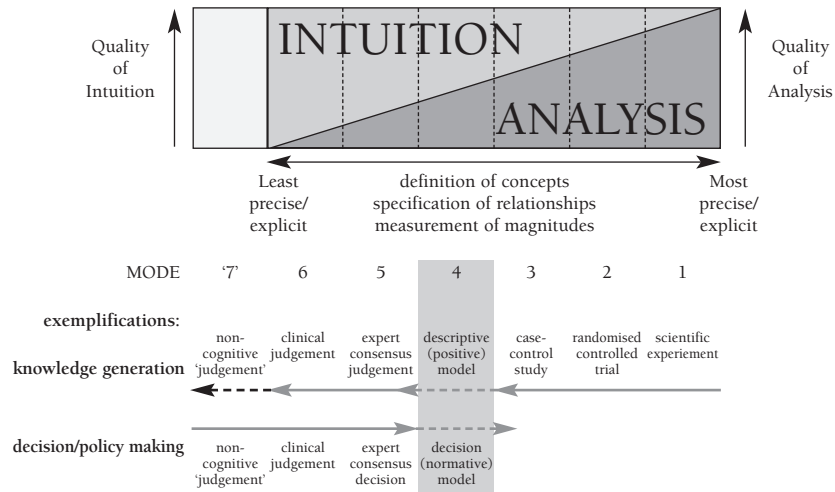 INTUITION
ANALYSIS
Quality
of
Intuition
Quality
of
Analysis
Least
precise/
explicit
definition of concepts
specification of relationships
measurement of magnitudes
Most
precise/
explicit
MODE '7' 6 5 4 3 2 1
exemplifications:
knowledge generation
non-
cognitive
'judgement'
clinical
judgement
expert
consensus
judgement
descriptive
(positive)
model
case-
control
study
randomised
controlled
trial
scientific
experiement
decision/policy making
non-
cognitive
'judgement'
clinical
judgement
expert
consensus
decision
decision
(normative)
model